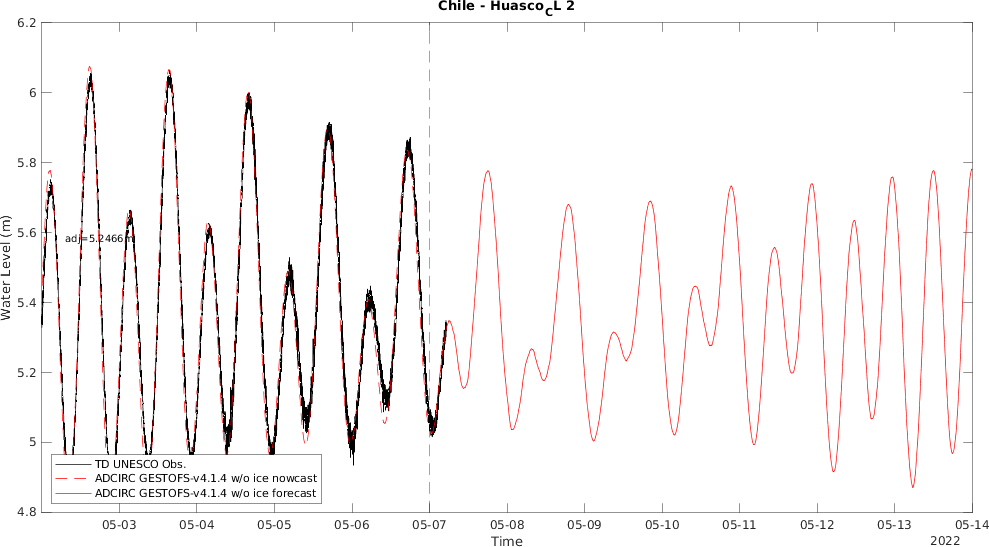 Chile - Huasco_CL 2
6.2
6
5.8
5.6
5.4
5.2
5
4.8
Water Level (m)
adj=5.2466 m
TD UNESCO Obs.
ADCIRC GESTOFS-v4.1.4 w/o ice nowcast
ADCIRC GESTOFS-v4.1.4 w/o ice forecast
05-03 05-04 05-05 05-06 05-07 05-08 05-09 05-10 05-11 05-12 05-13 05-14
Time
2022